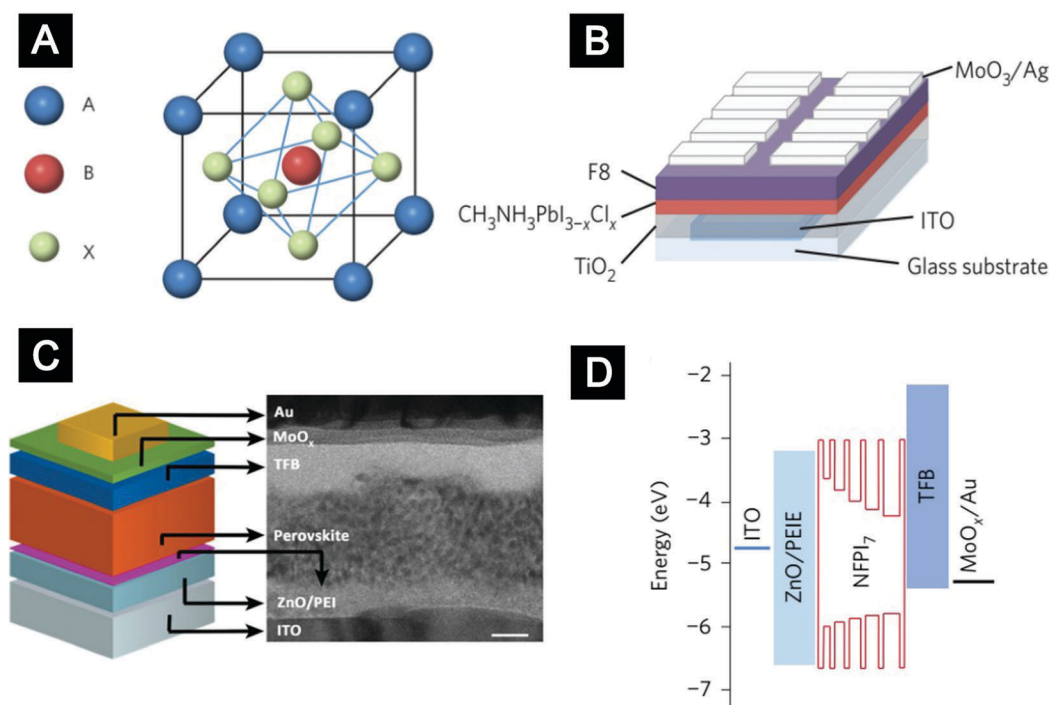 A
A
B
X
B
MoO₃/Ag
F8
CH₃NH₃PbI₃₋ₓClₓ
TiO₂
ITO
Glass substrate
C
Au
MoOₓ
TFB
Perovskite
ZnO/PEI
ITO
D
Energy (eV)
−2
−3
−4
−5
−6
−7
ITO
ZnO/PEIE
NFPI₇
TFB
MoOₓ/Au